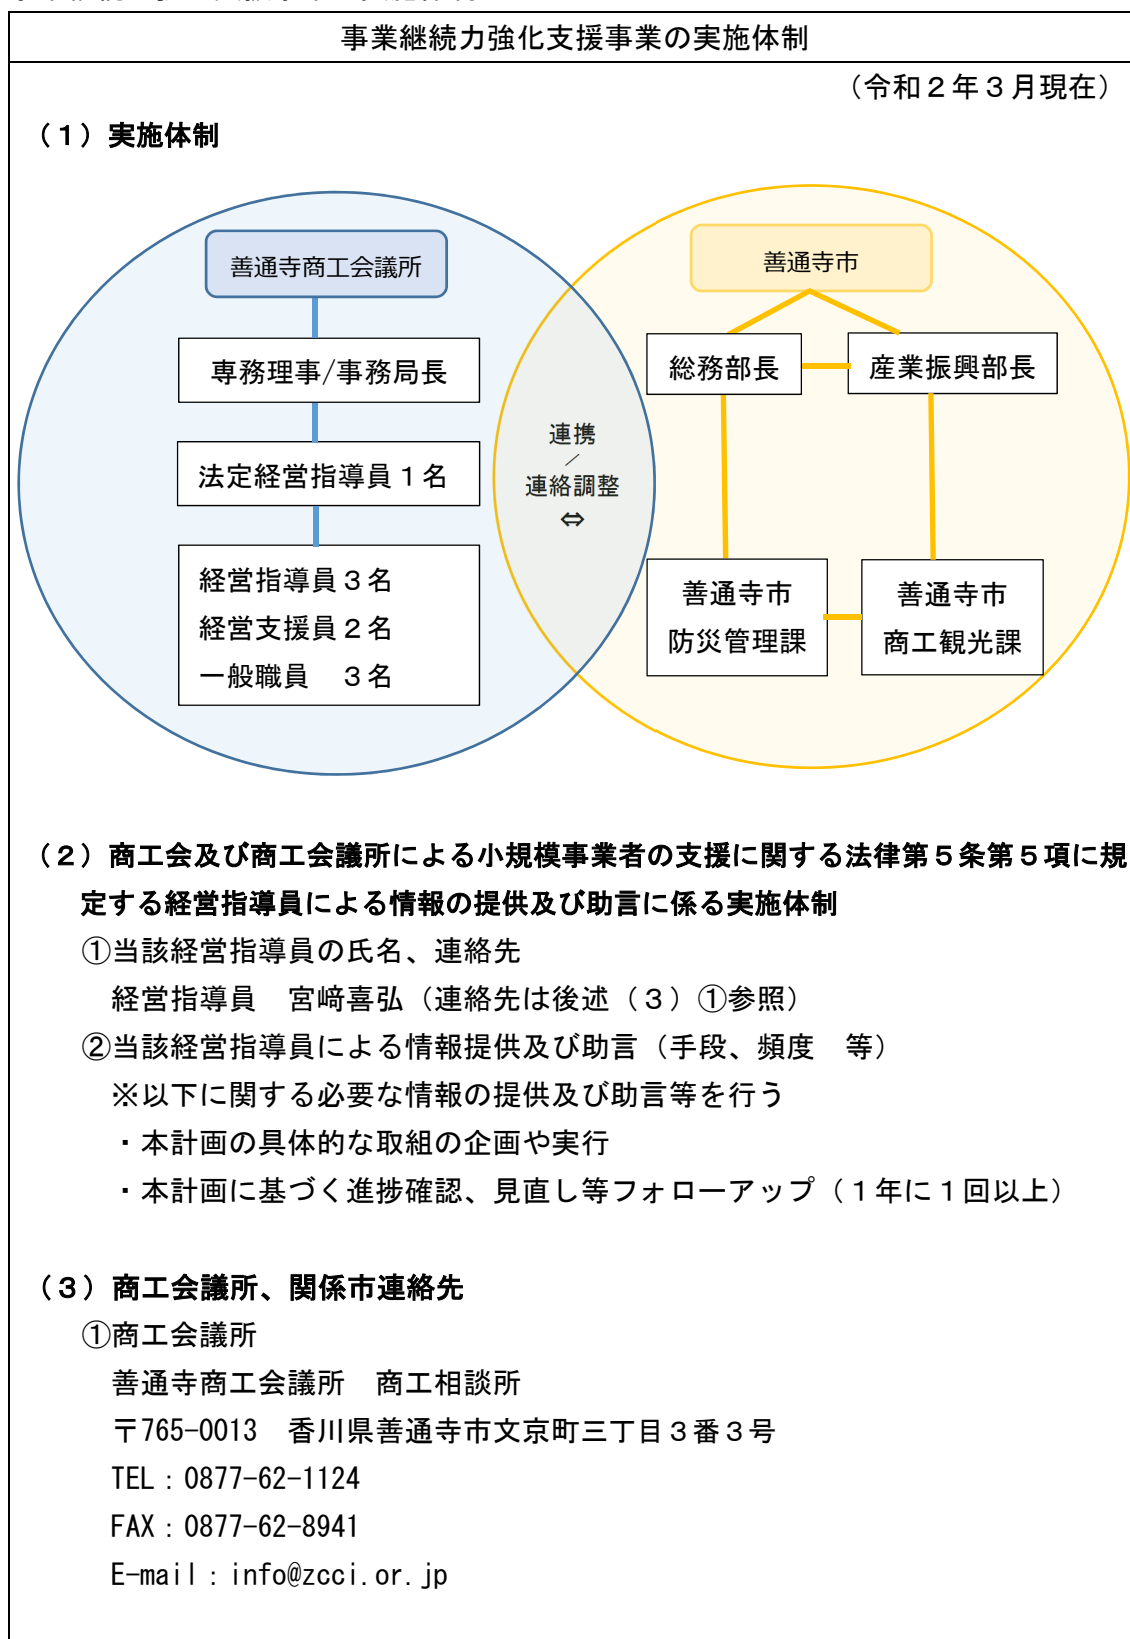 事業継続力強化支援事業の実施体制
（令和２年３月現在）
（１）実施体制
善通寺商工会議所
専務理事/事務局長
法定経営指導員１名
経営指導員３名
経営支援員２名
一般職員　３名
連携
／
連絡調整
⇔
善通寺市
総務部長
産業振興部長
善通寺市
防災管理課
善通寺市
商工観光課
（２）商工会及び商工会議所による小規模事業者の支援に関する法律第５条第５項に規
定する経営指導員による情報の提供及び助言に係る実施体制
①当該経営指導員の氏名、連絡先
経営指導員　宮﨑喜弘（連絡先は後述（３）①参照）
②当該経営指導員による情報提供及び助言（手段、頻度　等）
※以下に関する必要な情報の提供及び助言等を行う
・本計画の具体的な取組の企画や実行
・本計画に基づく進捗確認、見直し等フォローアップ（１年に１回以上）
（３）商工会議所、関係市連絡先
①商工会議所
善通寺商工会議所　商工相談所
〒765-0013　香川県善通寺市文京町三丁目３番３号
TEL：0877-62-1124
FAX：0877-62-8941
E-mail：info@zcci.or.jp